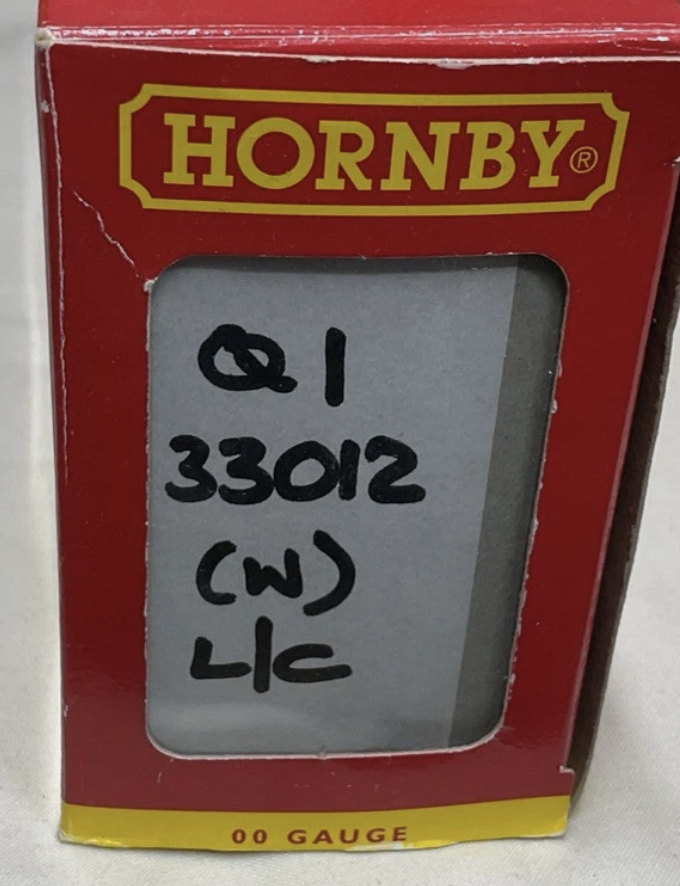 HORNBY®
Q1
33012
(W)
L/C
00 GAUGE